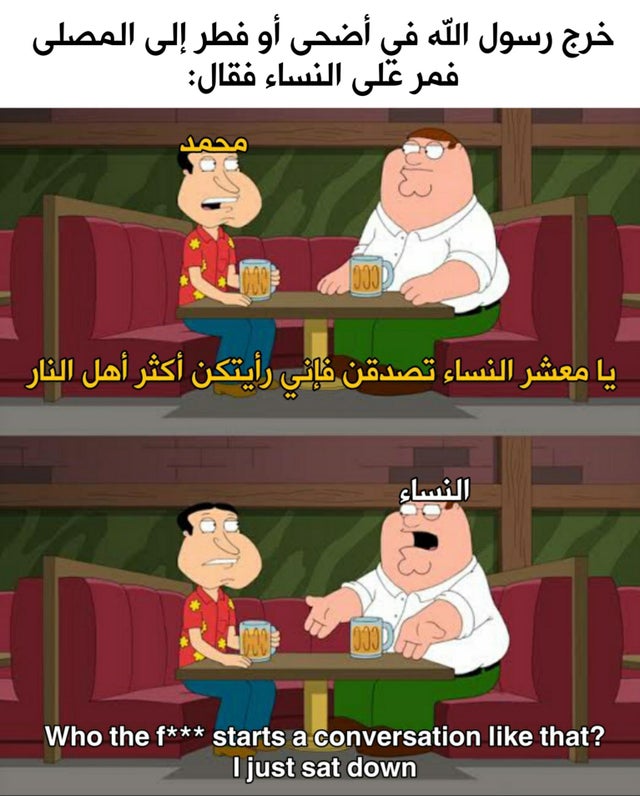 خرج رسول الله في أضحى أو فطر إلى المصلى
فمر على النساء فقال:
محمد
يا معشر النساء تصدقن فإني رأيتكن أكثر أهل النار
النساء
Who the f*** starts a conversation like that?
I just sat down